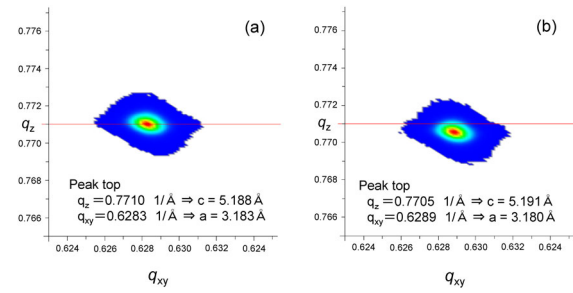 (a)
0.776
0.774
0.772
qz
0.770
0.768
Peak top
qz=0.7710 1/Å ⇒ c = 5.188 Å
qxy=0.6283 1/Å ⇒ a = 3.183 Å
0.766
0.624 0.626 0.628 0.630 0.624
qxy
(b)
0.776
0.774
0.772
qz
0.770
0.768
Peak top
qz=0.7705 1/Å ⇒ c = 5.191 Å
qxy=0.6289 1/Å ⇒ a = 3.180 Å
0.766
0.624 0.626 0.628 0.630 0.624
qxy